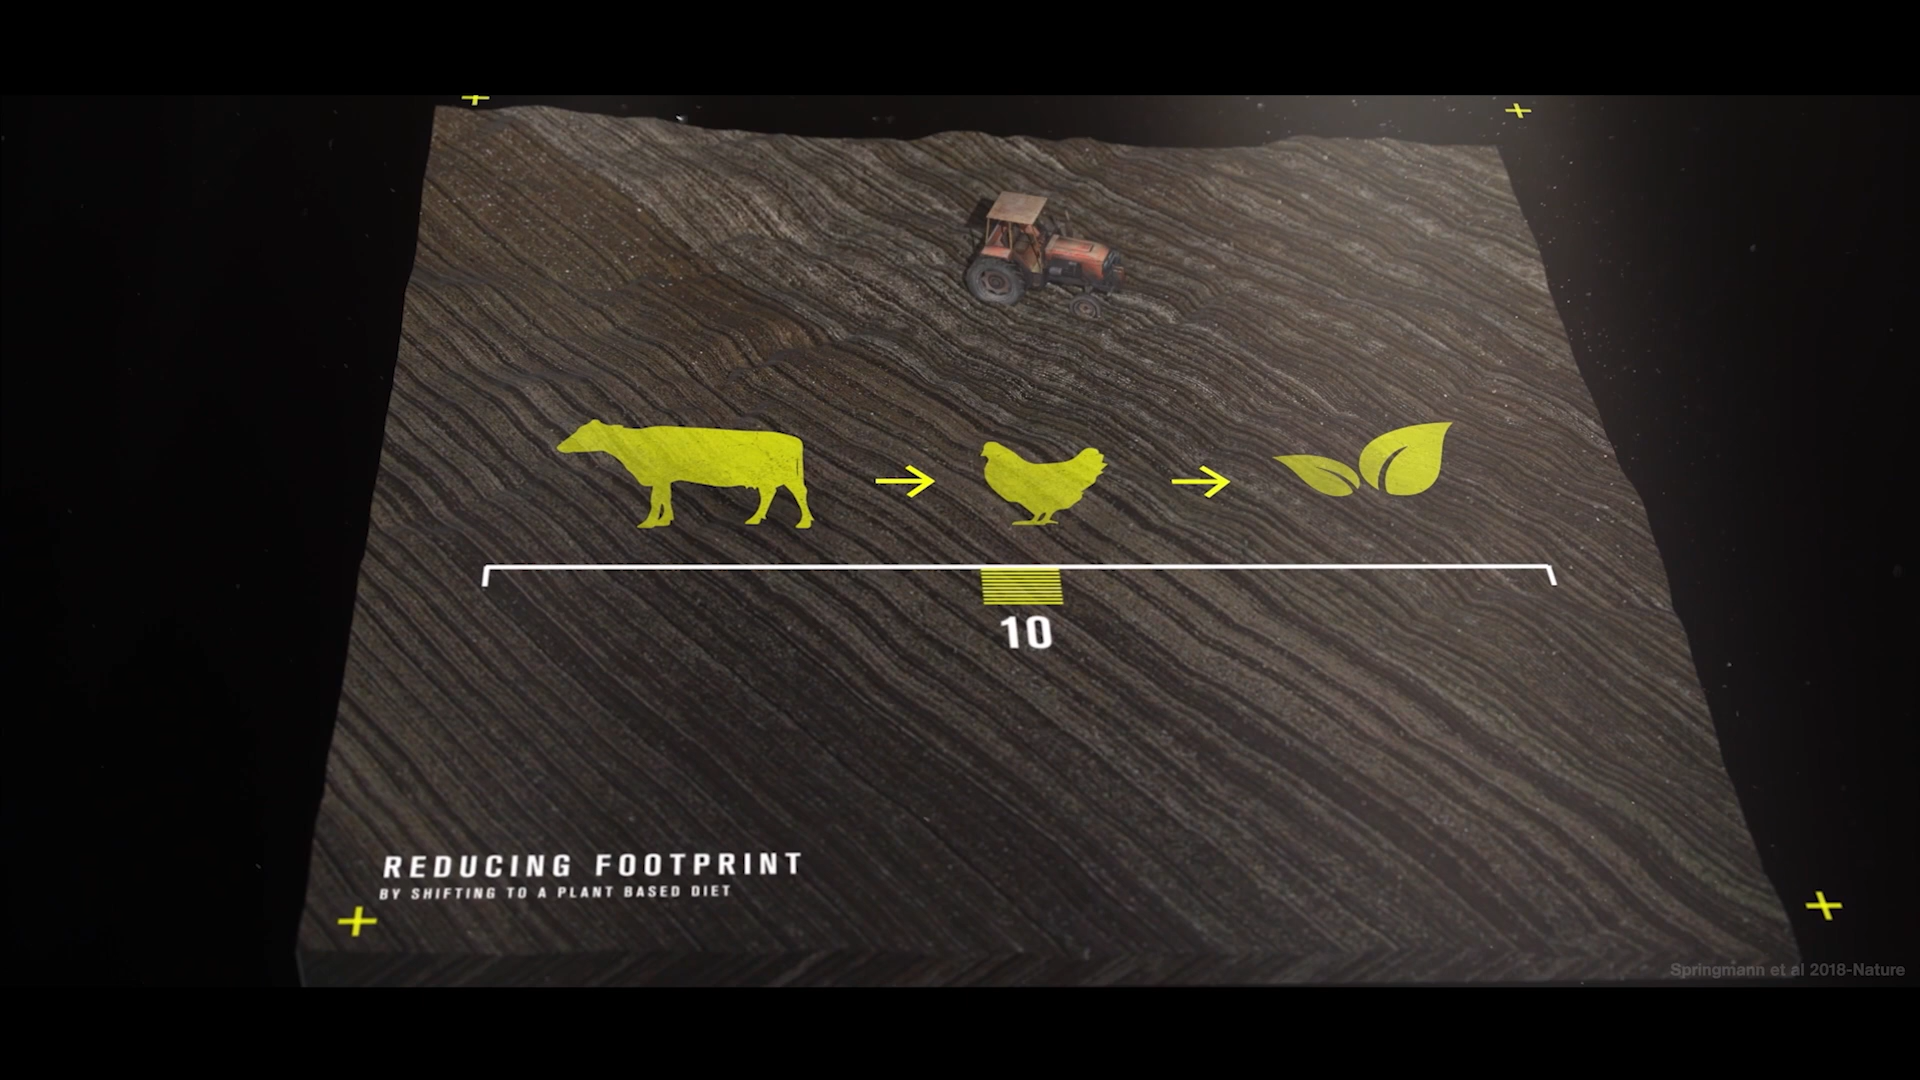 10
REDUCING FOOTPRINT
BY SHIFTING TO A PLANT BASED DIET
Springmann et al 2018-Nature